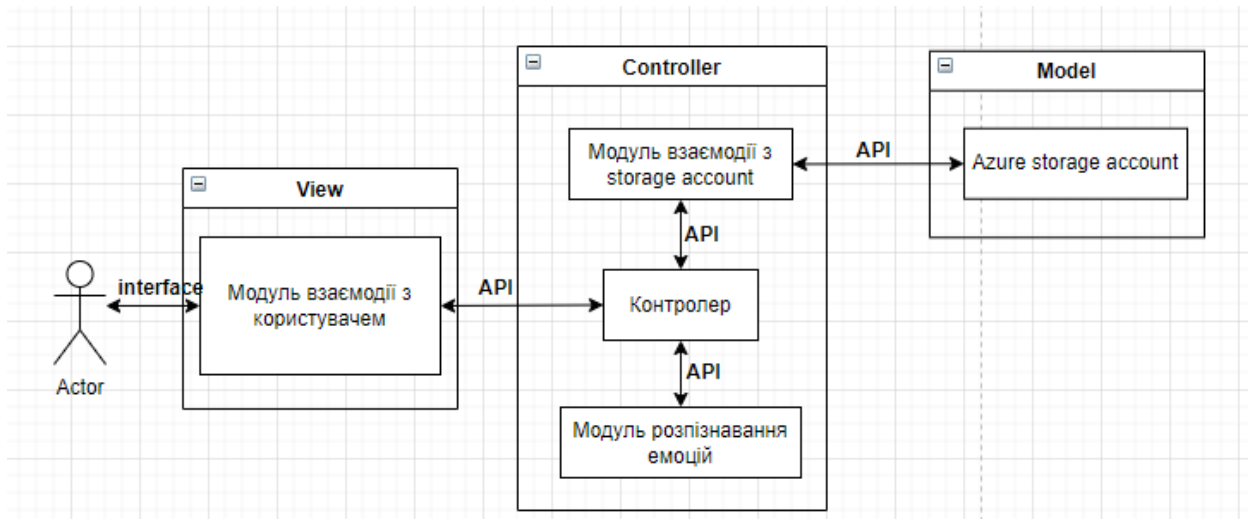 Controller
Model
Модуль взаємодії з
storage account
API
Azure storage account
View
API
interface
Модуль взаємодії з
користувачем
API
Контролер
Actor
API
Модуль розпізнавання
емоцій